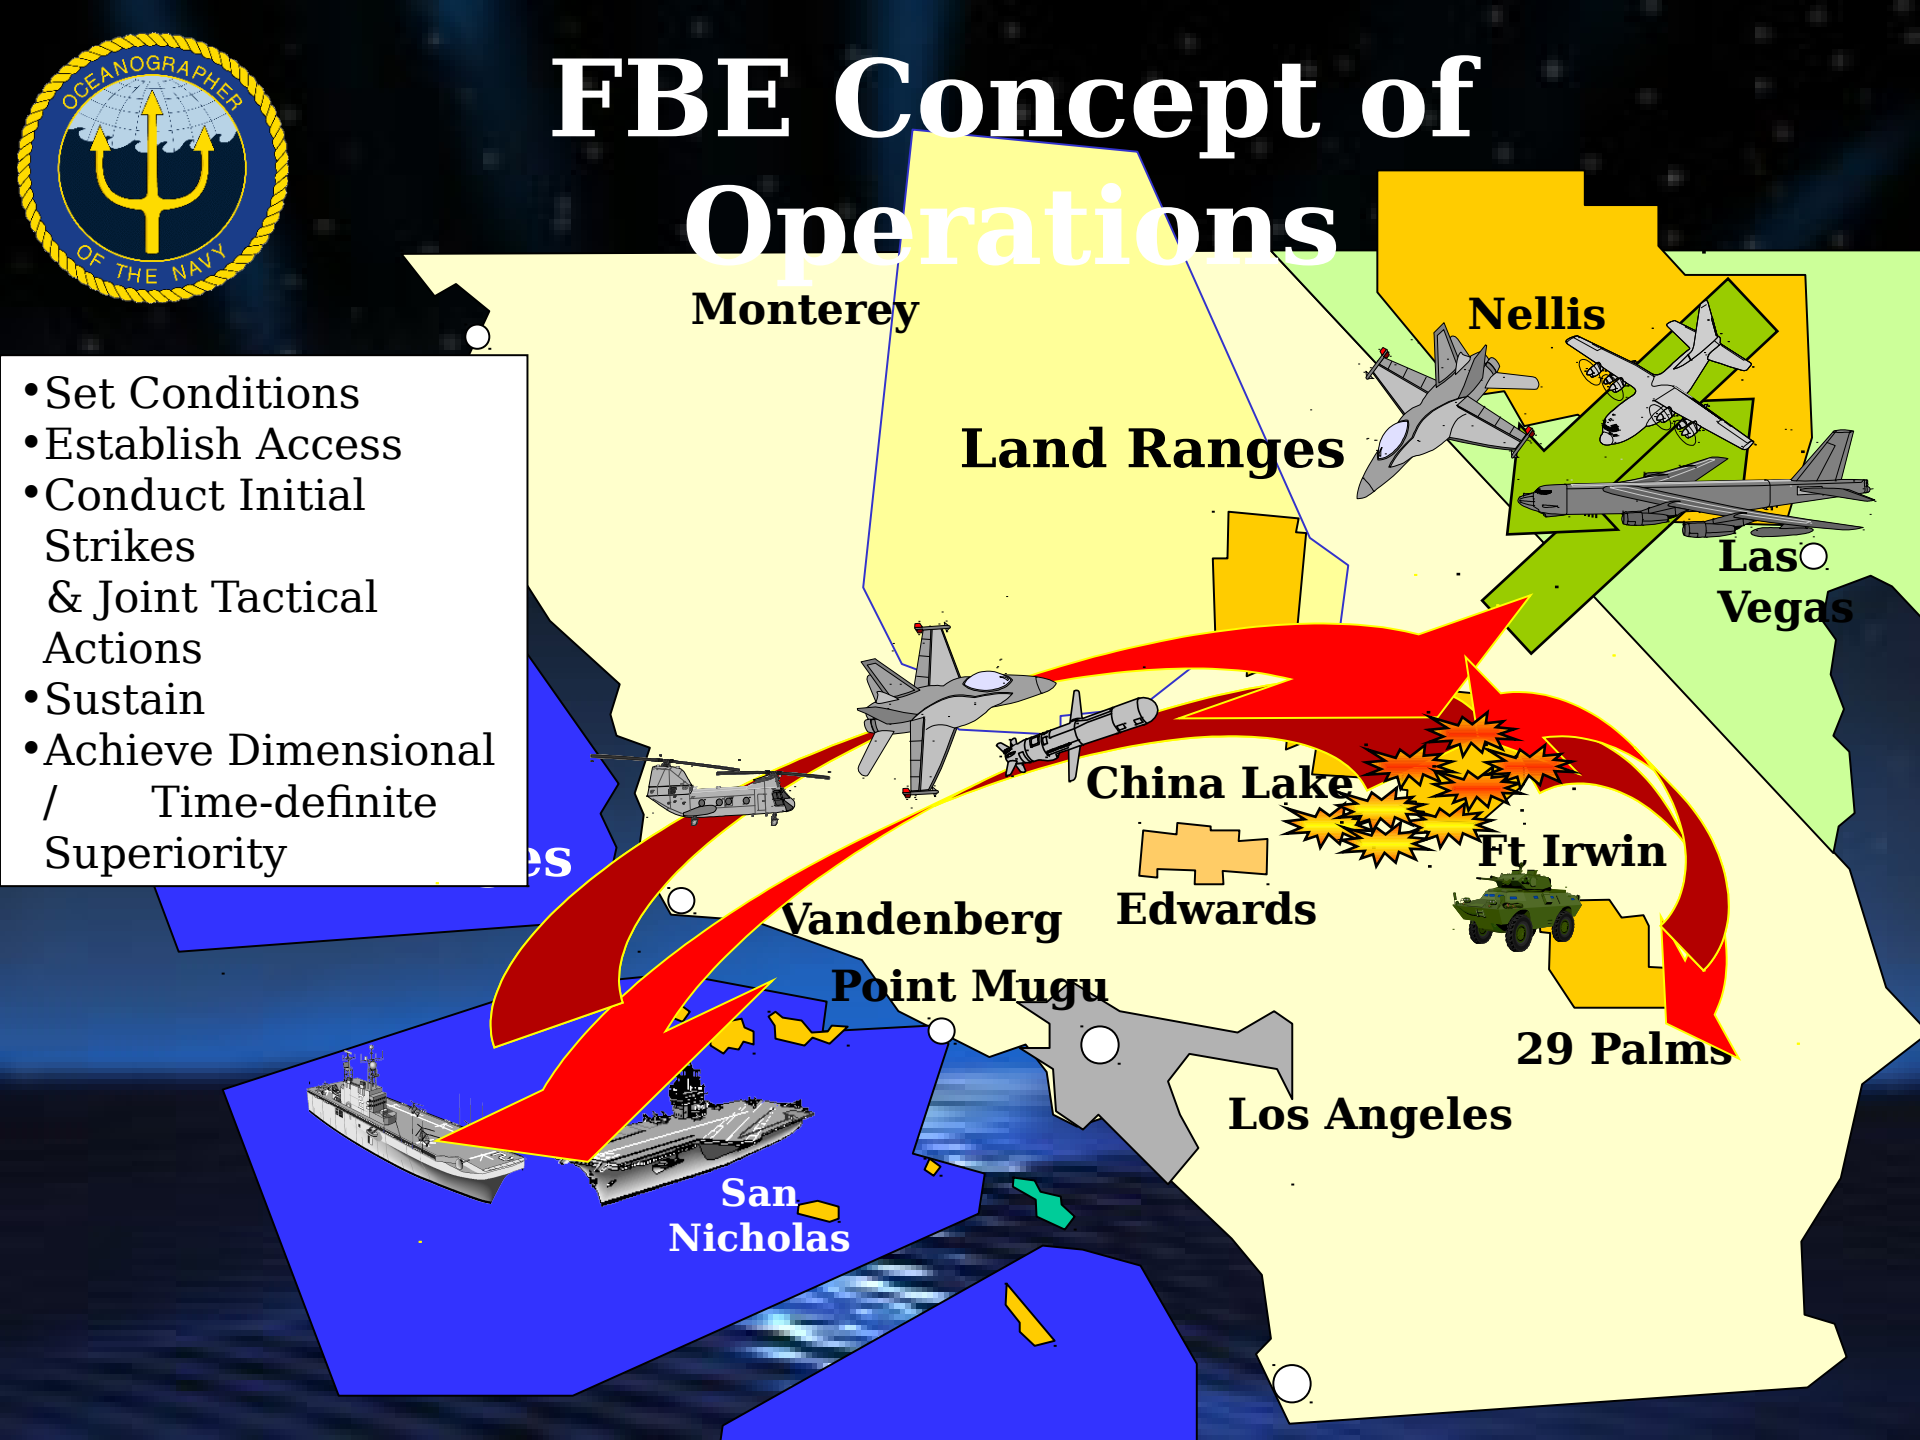 OCEANOGRAPHER
OF THE NAVY
FBE Concept of
Operations
Monterey
Nellis
•Set Conditions
•Establish Access
•Conduct Initial
Strikes
& Joint Tactical
Actions
•Sustain
•Achieve Dimensional
/ Time-definite
Superiority
Land Ranges
Las
Vegas
China Lake
Ft Irwin
Edwards
Vandenberg
Point Mugu
29 Palms
Los Angeles
San
Nicholas